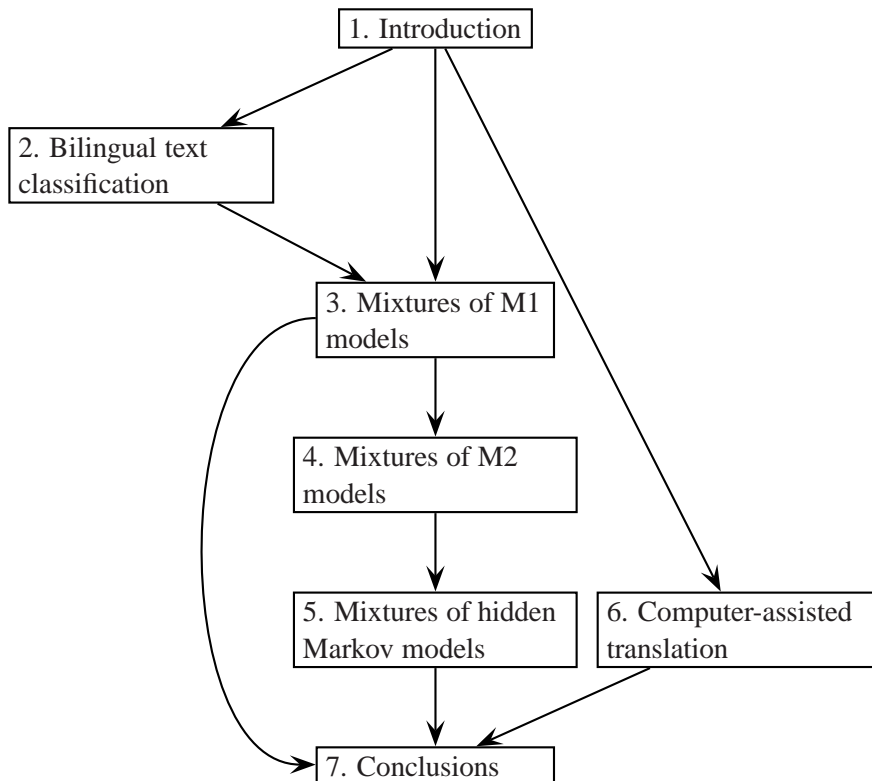 1. Introduction
2. Bilingual text
classification
3. Mixtures of M1
models
4. Mixtures of M2
models
5. Mixtures of hidden
Markov models
6. Computer-assisted
translation
7. Conclusions